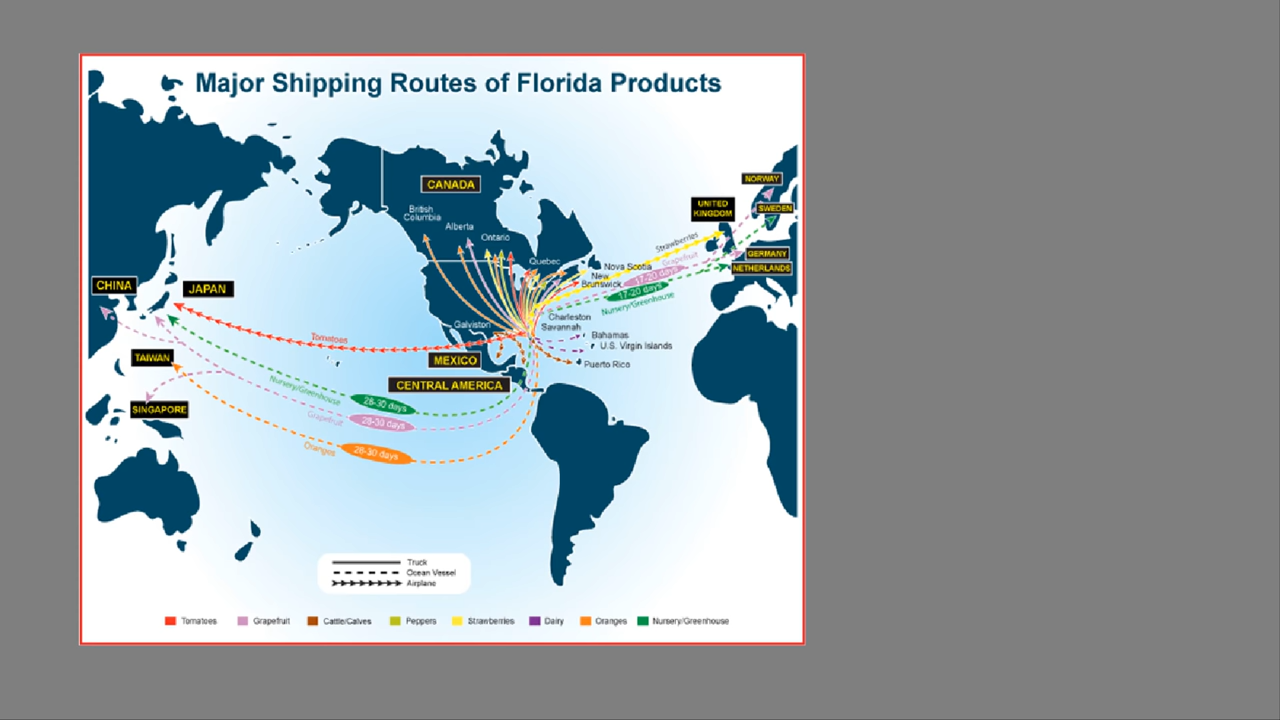 Major Shipping Routes of Florida Products
NORWAY
CANADA
UNITED
KINGDOM
SWEDEN
British
Columbia
Alberta
Ontario
Strawberries
Quebec
Grapefruit
GERMANY
Nova Scotia
NETHERLANDS
17-20 days
New
Brunswick
CHINA
JAPAN
17-20 days
Nursery/Greenhouse
Charleston
Galviston
Savannah
Tomatoes
Bahamas
U.S. Virgin Islands
TAIWAN
MEXICO
Puerto Rico
CENTRAL AMERICA
Nursery/Greenhouse
28-30 days
SINGAPORE
Grapefruit
28-30 days
Oranges
28-30 days
Truck
Ocean Vessel
Airplane
Tomatoes Grapefruit Cattle/Calves Peppers Strawberries Dairy Oranges Nursery/Greenhouse